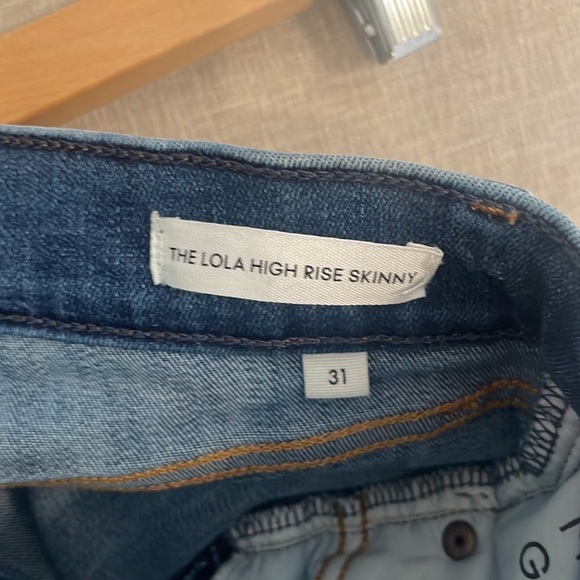 THE LOLA HIGH RISE SKINNY
31
G